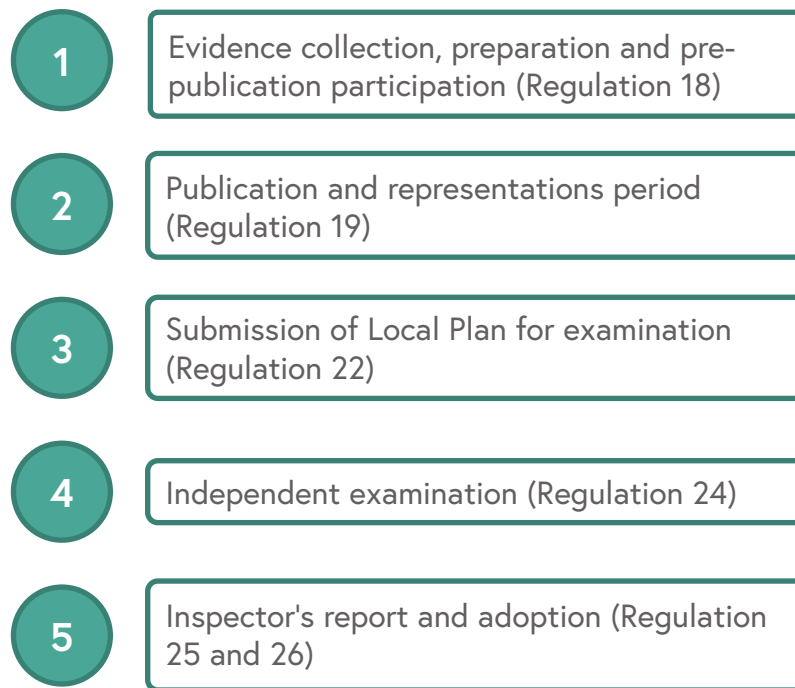 1
Evidence collection, preparation and pre-
publication participation (Regulation 18)
2
Publication and representations period
(Regulation 19)
3
Submission of Local Plan for examination
(Regulation 22)
4
Independent examination (Regulation 24)
5
Inspector's report and adoption (Regulation
25 and 26)